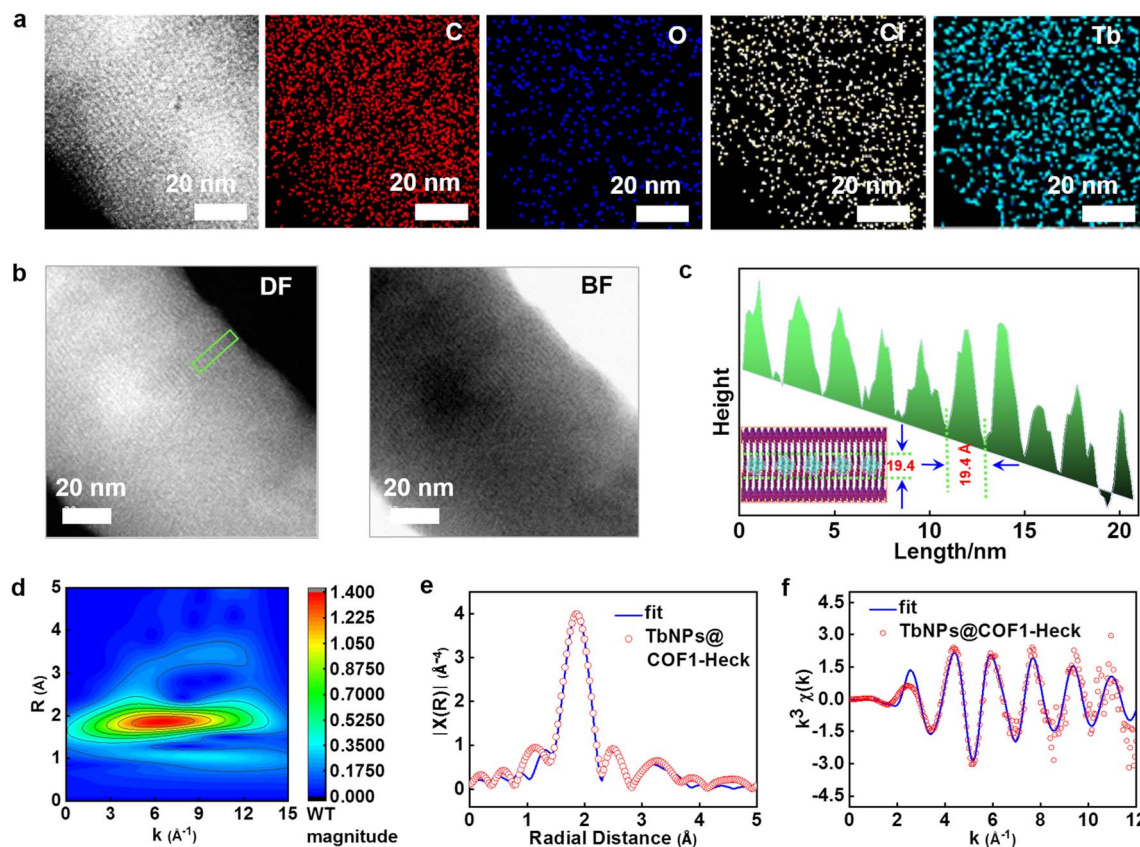 a
C
O
Cl
Tb
20 nm
20 nm
20 nm
20 nm
20 nm
b
DF
BF
20 nm
20 nm
c
Height
19.4
19.4 A
0 5 10 15 20
Length/nm
d
R (Å)
5
4
3
2
1
0
0 3 6 9 12 15
k (Å⁻¹)
1.400
1.225
1.050
0.8750
0.7000
0.5250
0.3500
0.1750
0.000
WT
magnitude
e
fit
TbNPs@
COF1-Heck
|X(R)| (Å⁻⁴)
4
3
2
1
0
0 1 2 3 4 5
Radial Distance (Å)
f
fit
TbNPs@COF1-Heck
k³ χ(k)
4.5
3.0
1.5
0.0
-1.5
-3.0
-4.5
0 2 4 6 8 10 12
k (Å⁻¹)